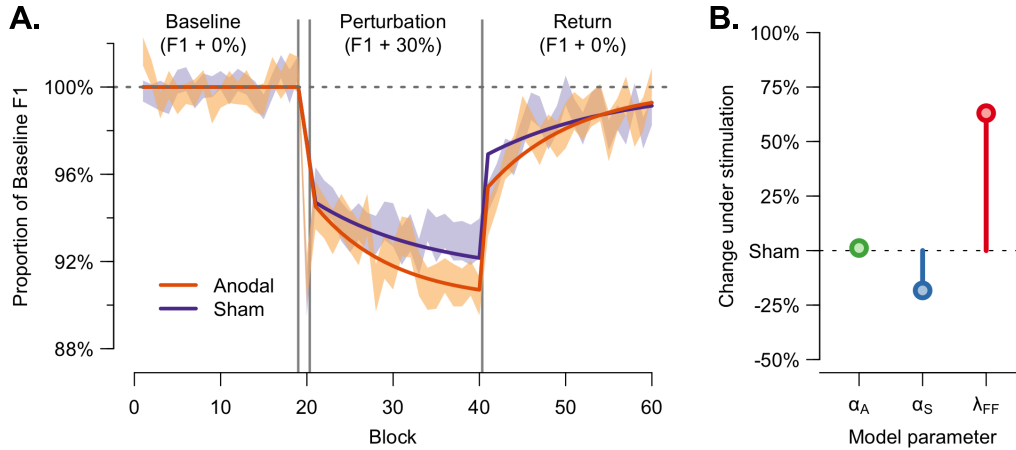 A.
Baseline
(F1 + 0%)
Perturbation
(F1 + 30%)
Return
(F1 + 0%)
Proportion of Baseline F1
100%
96%
92%
88%
Anodal
Sham
0
10
20
30
40
50
60
Block
B.
Change under stimulation
100%
75%
50%
25%
Sham
-25%
-50%
αA
αS
λFF
Model parameter